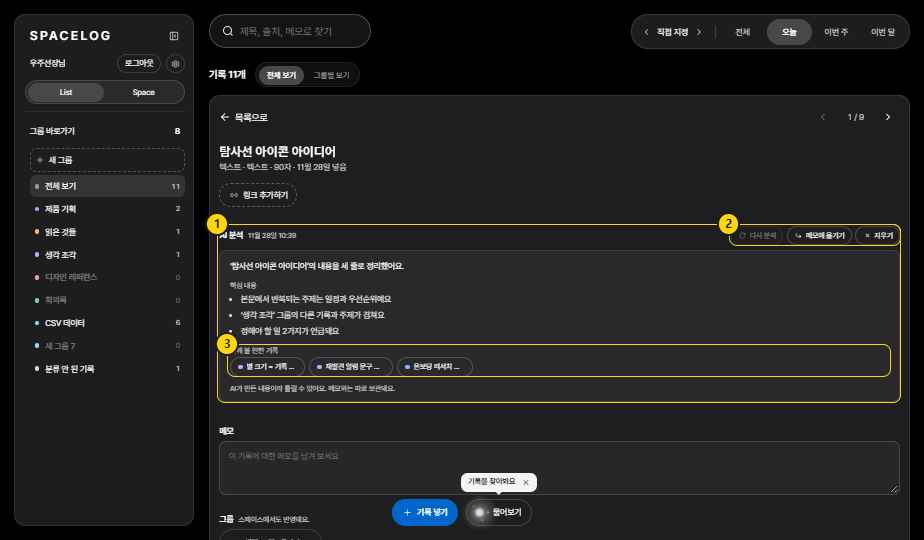 SPACELOG
우주선장님
로그아웃
List
Space
그룹 바로가기
8
+ 새 그룹
전체 보기 11
제품 기획 2
읽은 것들 1
생각 조각 1
디자인 레퍼런스 0
회의록 0
CSV 데이터 6
새 그룹 7 0
분류 안 된 기록 1
제목, 출처, 메모로 찾기
직접 지정
전체
오늘
이번 주
이번 달
기록 11개
전체 보기
그룹별 보기
목록으로
1 / 9
탐사선 아이콘 아이디어
텍스트 · 텍스트 · 90자 · 11월 28일 넣음
링크 추가하기
1
AI 분석 11월 28일 10:39
2
다시 분석
메모에 옮기기
× 지우기
'탐사선 아이콘 아이디어'의 내용을 세 줄로 정리했어요.
핵심 내용
• 본문에서 반복되는 주제는 일정과 우선순위예요
• '생각 조각' 그룹의 다른 기록과 주제가 겹쳐요
• 정해야 할 일 2가지가 언급돼요
3
께 볼 만한 기록
별 크기 = 기록 ...
재발견 알림 문구 ...
온보딩 메시지 ...
AI가 만든 내용이라 틀릴 수 있어요. 메모와는 따로 보관돼요.
메모
이 기록에 대한 메모를 남겨 보세요
기록을 찾아봐요 ×
+ 기록 넣기
물어보기
그룹 스페이스에서도 반영돼요.